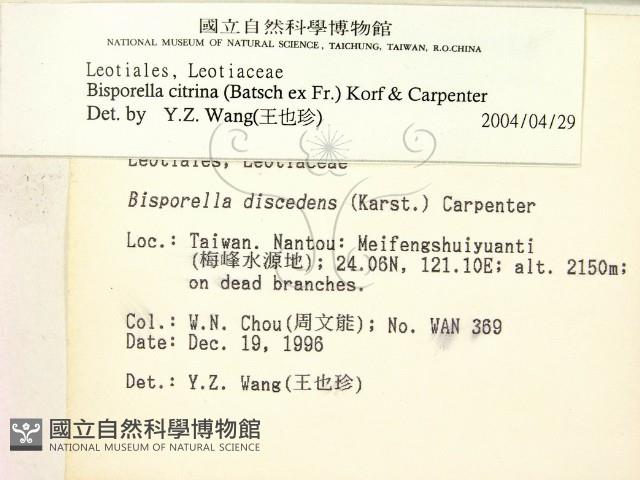 國立自然科學博物館
NATIONAL MUSEUM OF NATURAL SCIENCE, TAICHUNG, TAIWAN, R.O.CHINA
Leotiales, Leotiaceae
Bisporella citrina (Batsch ex Fr.) Korf & Carpenter
Det. by Y.Z. Wang(王也珍) 2004/04/29
Leotiales, Leotiaceae
Bisporella discedens (Karst.) Carpenter
Loc.: Taiwan. Nantou: Meifengshuiyuanti
(梅峰水源地); 24.06N, 121.10E; alt. 2150m;
on dead branches.
Col.: W.N. Chou(周文能); No. WAN 369
Date: Dec. 19, 1996
Det.: Y.Z. Wang(王也珍)
國立自然科學博物館
NATIONAL MUSEUM OF NATURAL SCIENCE